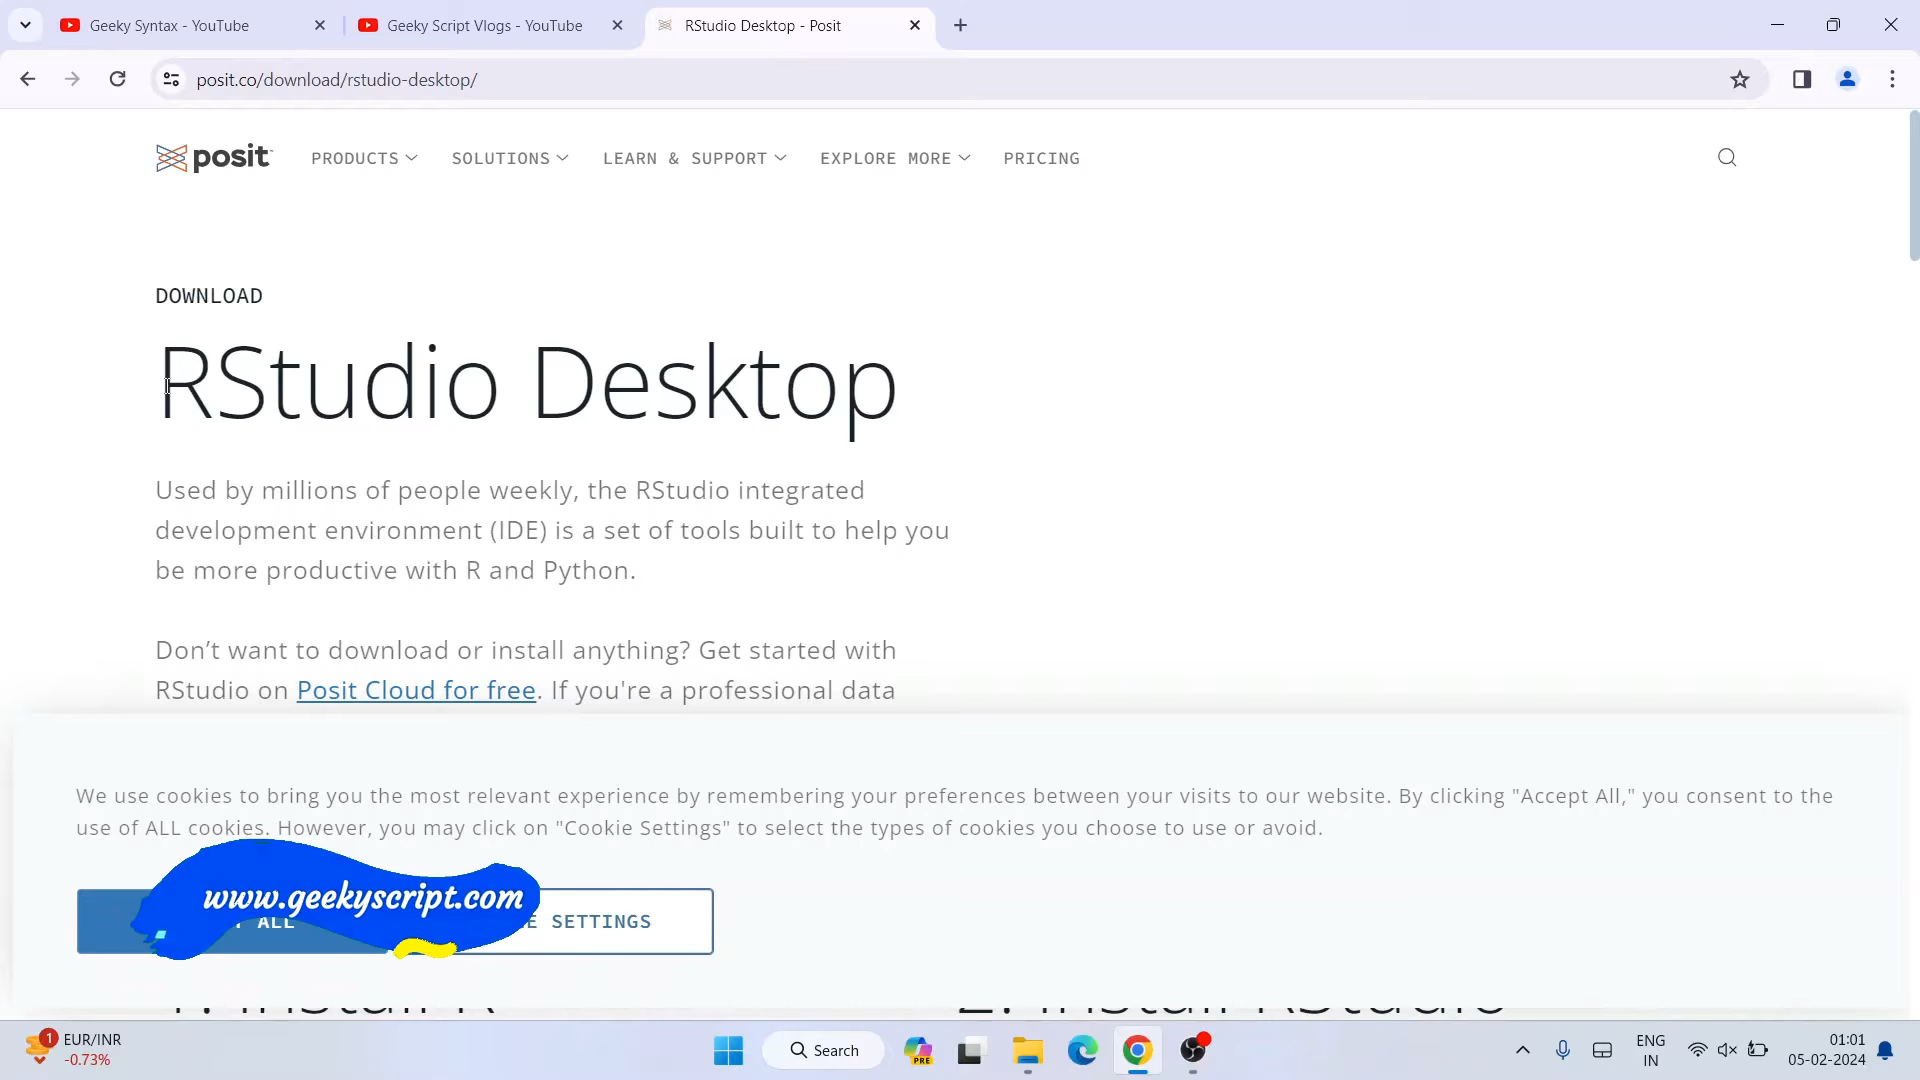 Geeky Syntax - YouTube
Geeky Script Vlogs - YouTube
RStudio Desktop - Posit
posit.co/download/rstudio-desktop/
posit
PRODUCTS
SOLUTIONS
LEARN & SUPPORT
EXPLORE MORE
PRICING
DOWNLOAD
RStudio Desktop
Used by millions of people weekly, the RStudio integrated
development environment (IDE) is a set of tools built to help you
be more productive with R and Python.
Don’t want to download or install anything? Get started with
RStudio on Posit Cloud for free. If you're a professional data
We use cookies to bring you the most relevant experience by remembering your preferences between your visits to our website. By clicking "Accept All," you consent to the
use of ALL cookies. However, you may click on "Cookie Settings" to select the types of cookies you choose to use or avoid.
www.geekyscript.com
ALL
SETTINGS
1. Install R
2. Install RStudio
1
EUR/INR
-0.73%
Search
PRE
ENG
IN
01:01
05-02-2024